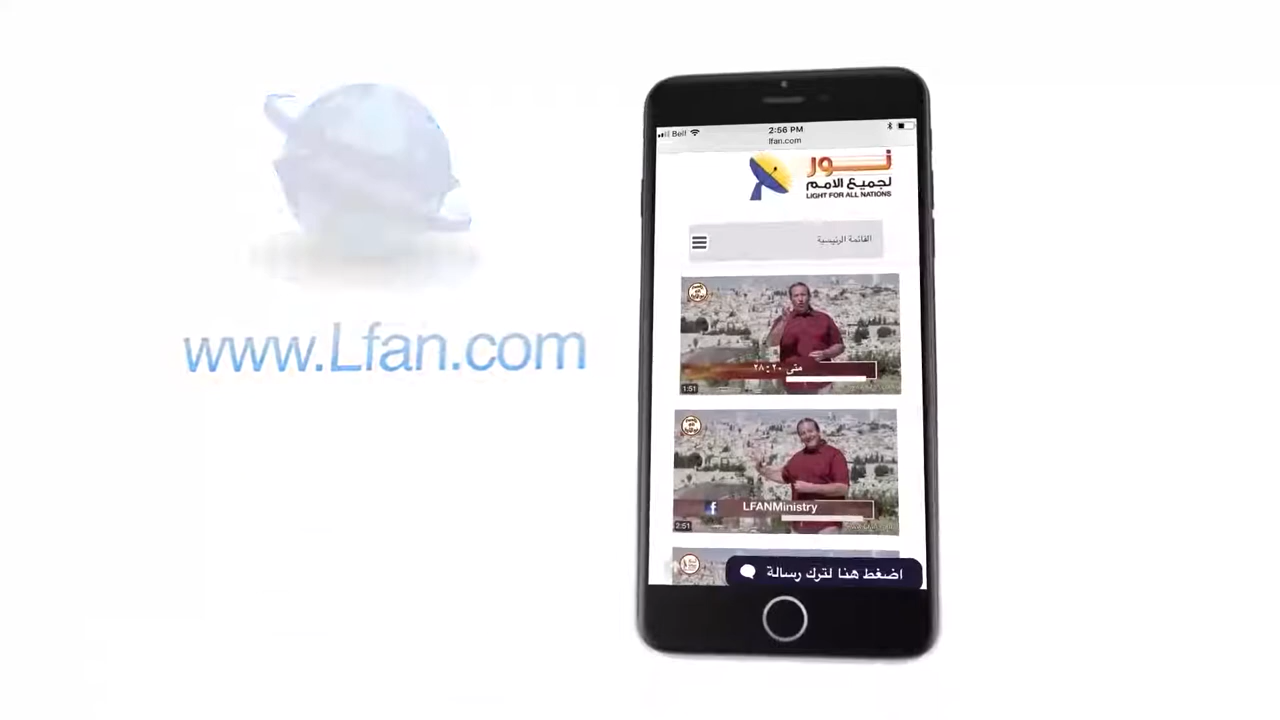 www.Lfan.com
Bell
2:56 PM
lfan.com
نور
لجميع الامم
LIGHT FOR ALL NATIONS
القائمة الرئيسية
متى ٢٠ : ٢٨
1:51
LFANMinistry
2:51
اضغط هنا لترك رسالة